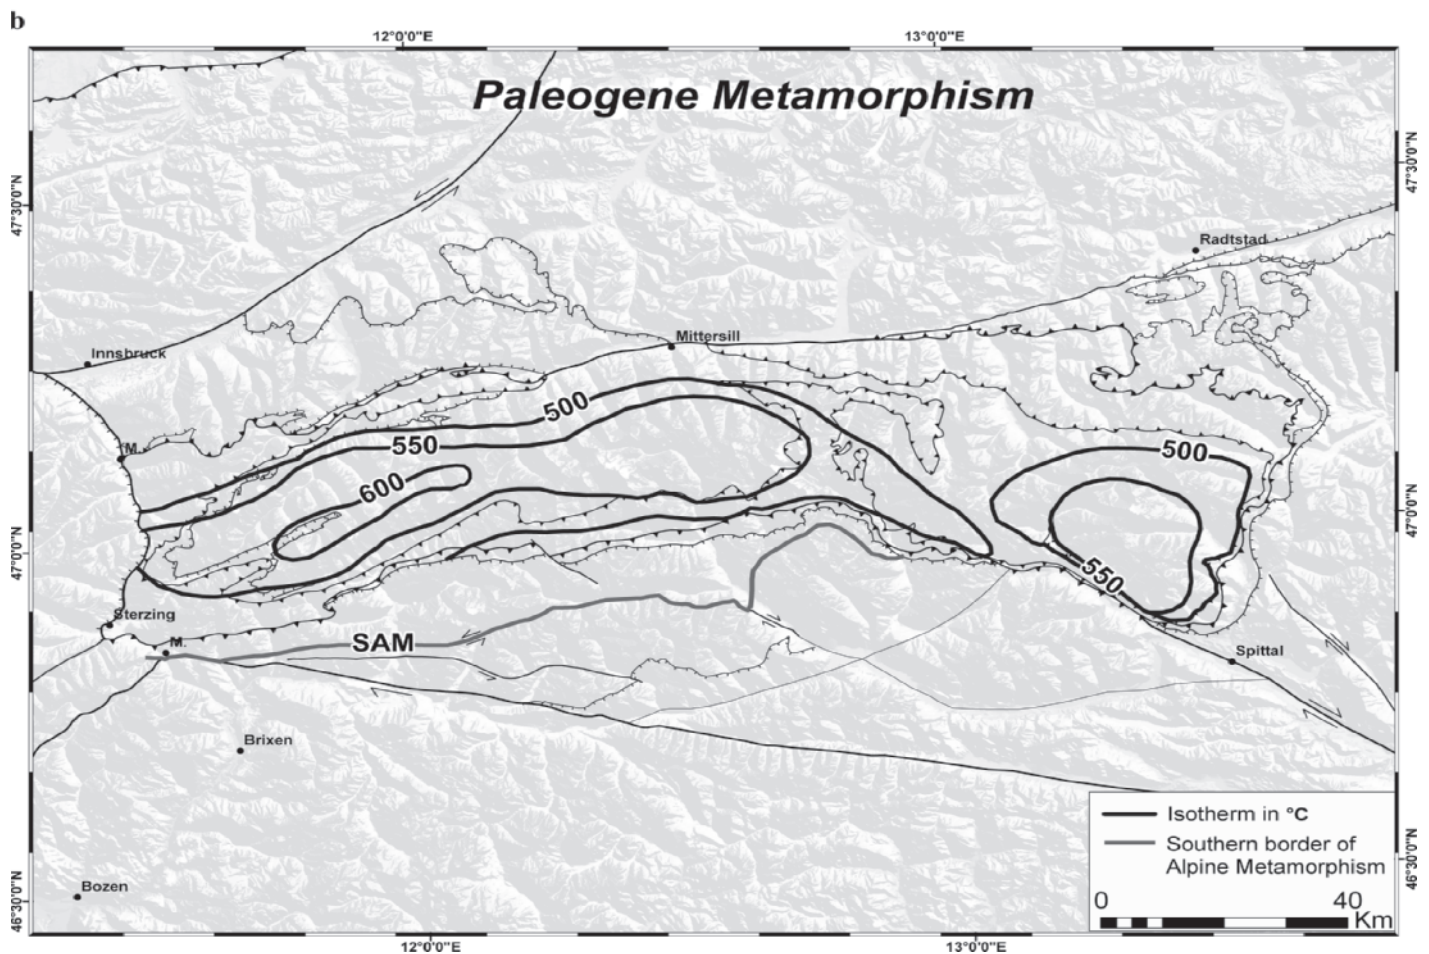 b
12°0'0"E
13°0'0"E
Paleogene Metamorphism
47°30'0"N
47°30'0"N
Radtstad
Mittersill
Innsbruck
500
550
M.
500
600
47°0'0"N
47°0'0"N
550
Sterzing
M.
SAM
Spittal
Brixen
Isotherm in °C
Southern border of
Alpine Metamorphism
46°30'0"N
46°30'0"N
Bozen
0
40
Km
12°0'0"E
13°0'0"E